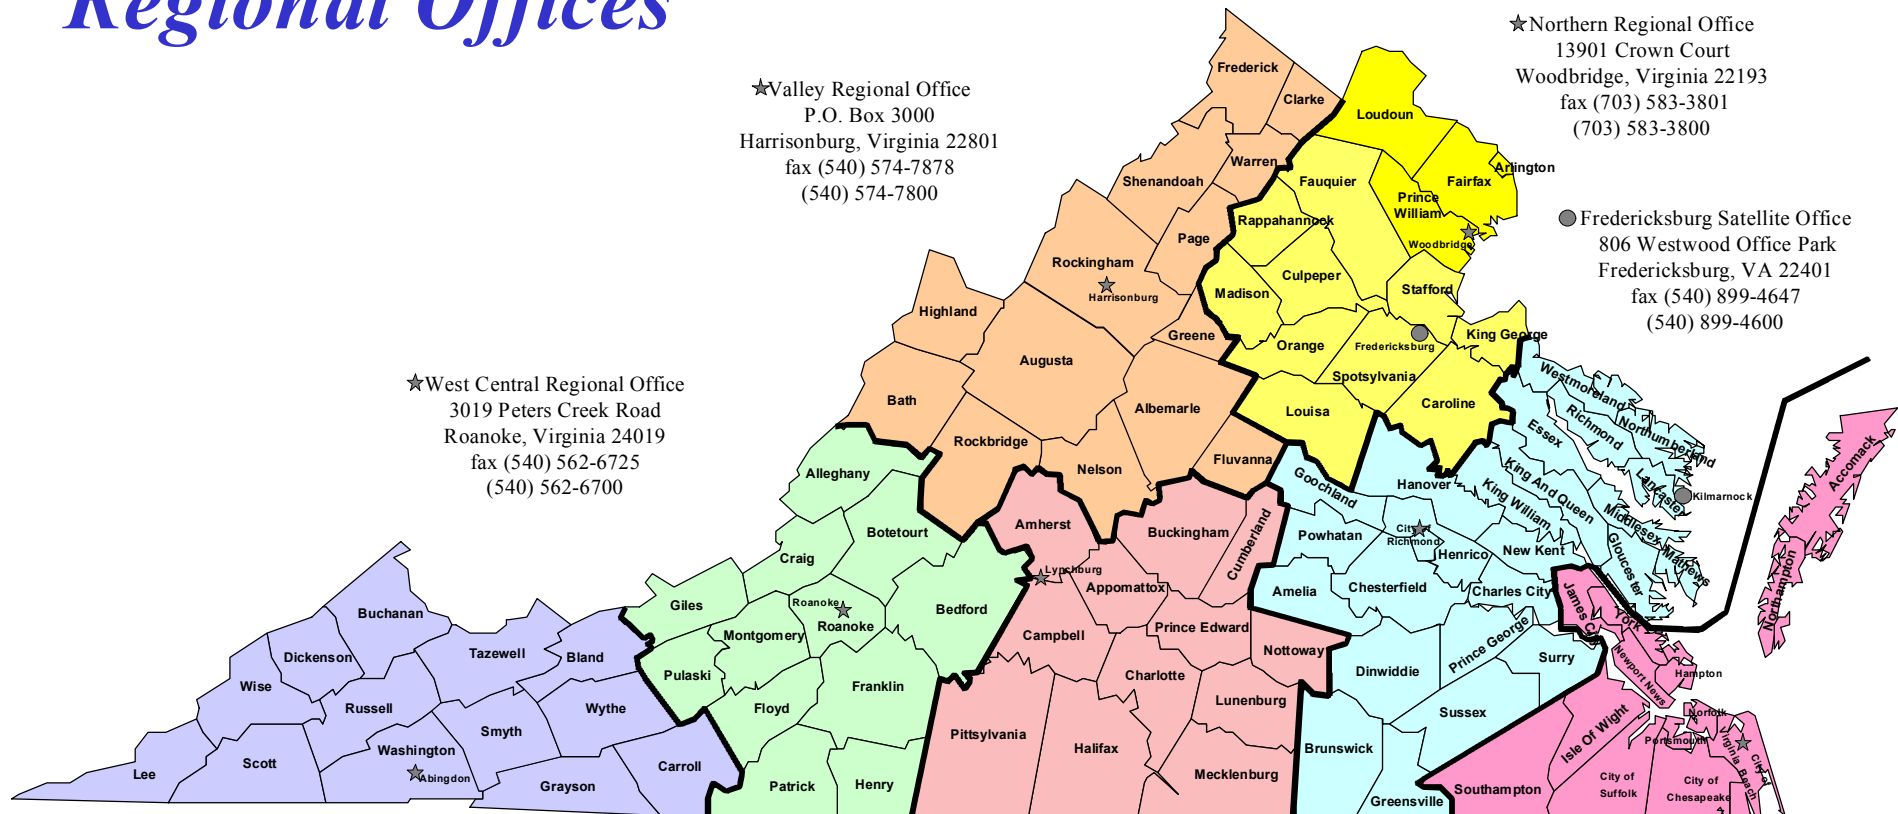 Regional Offices
Northern Regional Office
13901 Crown Court
Woodbridge, Virginia 22193
fax (703) 583-3801
(703) 583-3800
Valley Regional Office
P.O. Box 3000
Harrisonburg, Virginia 22801
fax (540) 574-7878
(540) 574-7800
Fredericksburg Satellite Office
806 Westwood Office Park
Fredericksburg, VA 22401
fax (540) 899-4647
(540) 899-4600
West Central Regional Office
3019 Peters Creek Road
Roanoke, Virginia 24019
fax (540) 562-6725
(540) 562-6700
Frederick
Clarke
Loudoun
Warren
Shenandoah
Fauquier
Fairfax
Arlington
Prince
William
Rappahannock
Page
Woodbridge
Rockingham
Harrisonburg
Culpeper
Madison
Stafford
Highland
Greene
King George
Augusta
Orange
Fredericksburg
Spotsylvania
Westmoreland
Bath
Albemarle
Louisa
Caroline
Richmond
Northumberland
Essex
Rockbridge
Nelson
Fluvanna
Alleghany
Goochland
Hanover
King And Queen
King William
Lancaster
Kilmarnock
Accomack
Botetourt
Amherst
Buckingham
Cumberland
Powhatan
City of
Richmond
Henrico
New Kent
Middlesex
Mathews
Gloucester
Craig
Lynchburg
Appomattox
Amelia
Chesterfield
Charles City
James City
York
Northampton
Giles
Roanoke
Roanoke
Bedford
Buchanan
Montgomery
Campbell
Prince Edward
Nottoway
Prince George
Dickenson
Tazewell
Bland
Pulaski
Franklin
Charlotte
Dinwiddie
Surry
Newport News
Hampton
Wise
Russell
Wythe
Floyd
Lunenburg
Sussex
Isle Of Wight
Norfolk
Portsmouth
Smyth
Pittsylvania
Halifax
Brunswick
Washington
Abingdon
Lee
Scott
Grayson
Carroll
Patrick
Henry
Mecklenburg
Greensville
Southampton
City of
Suffolk
City of
Chesapeake
City of
Virginia Beach